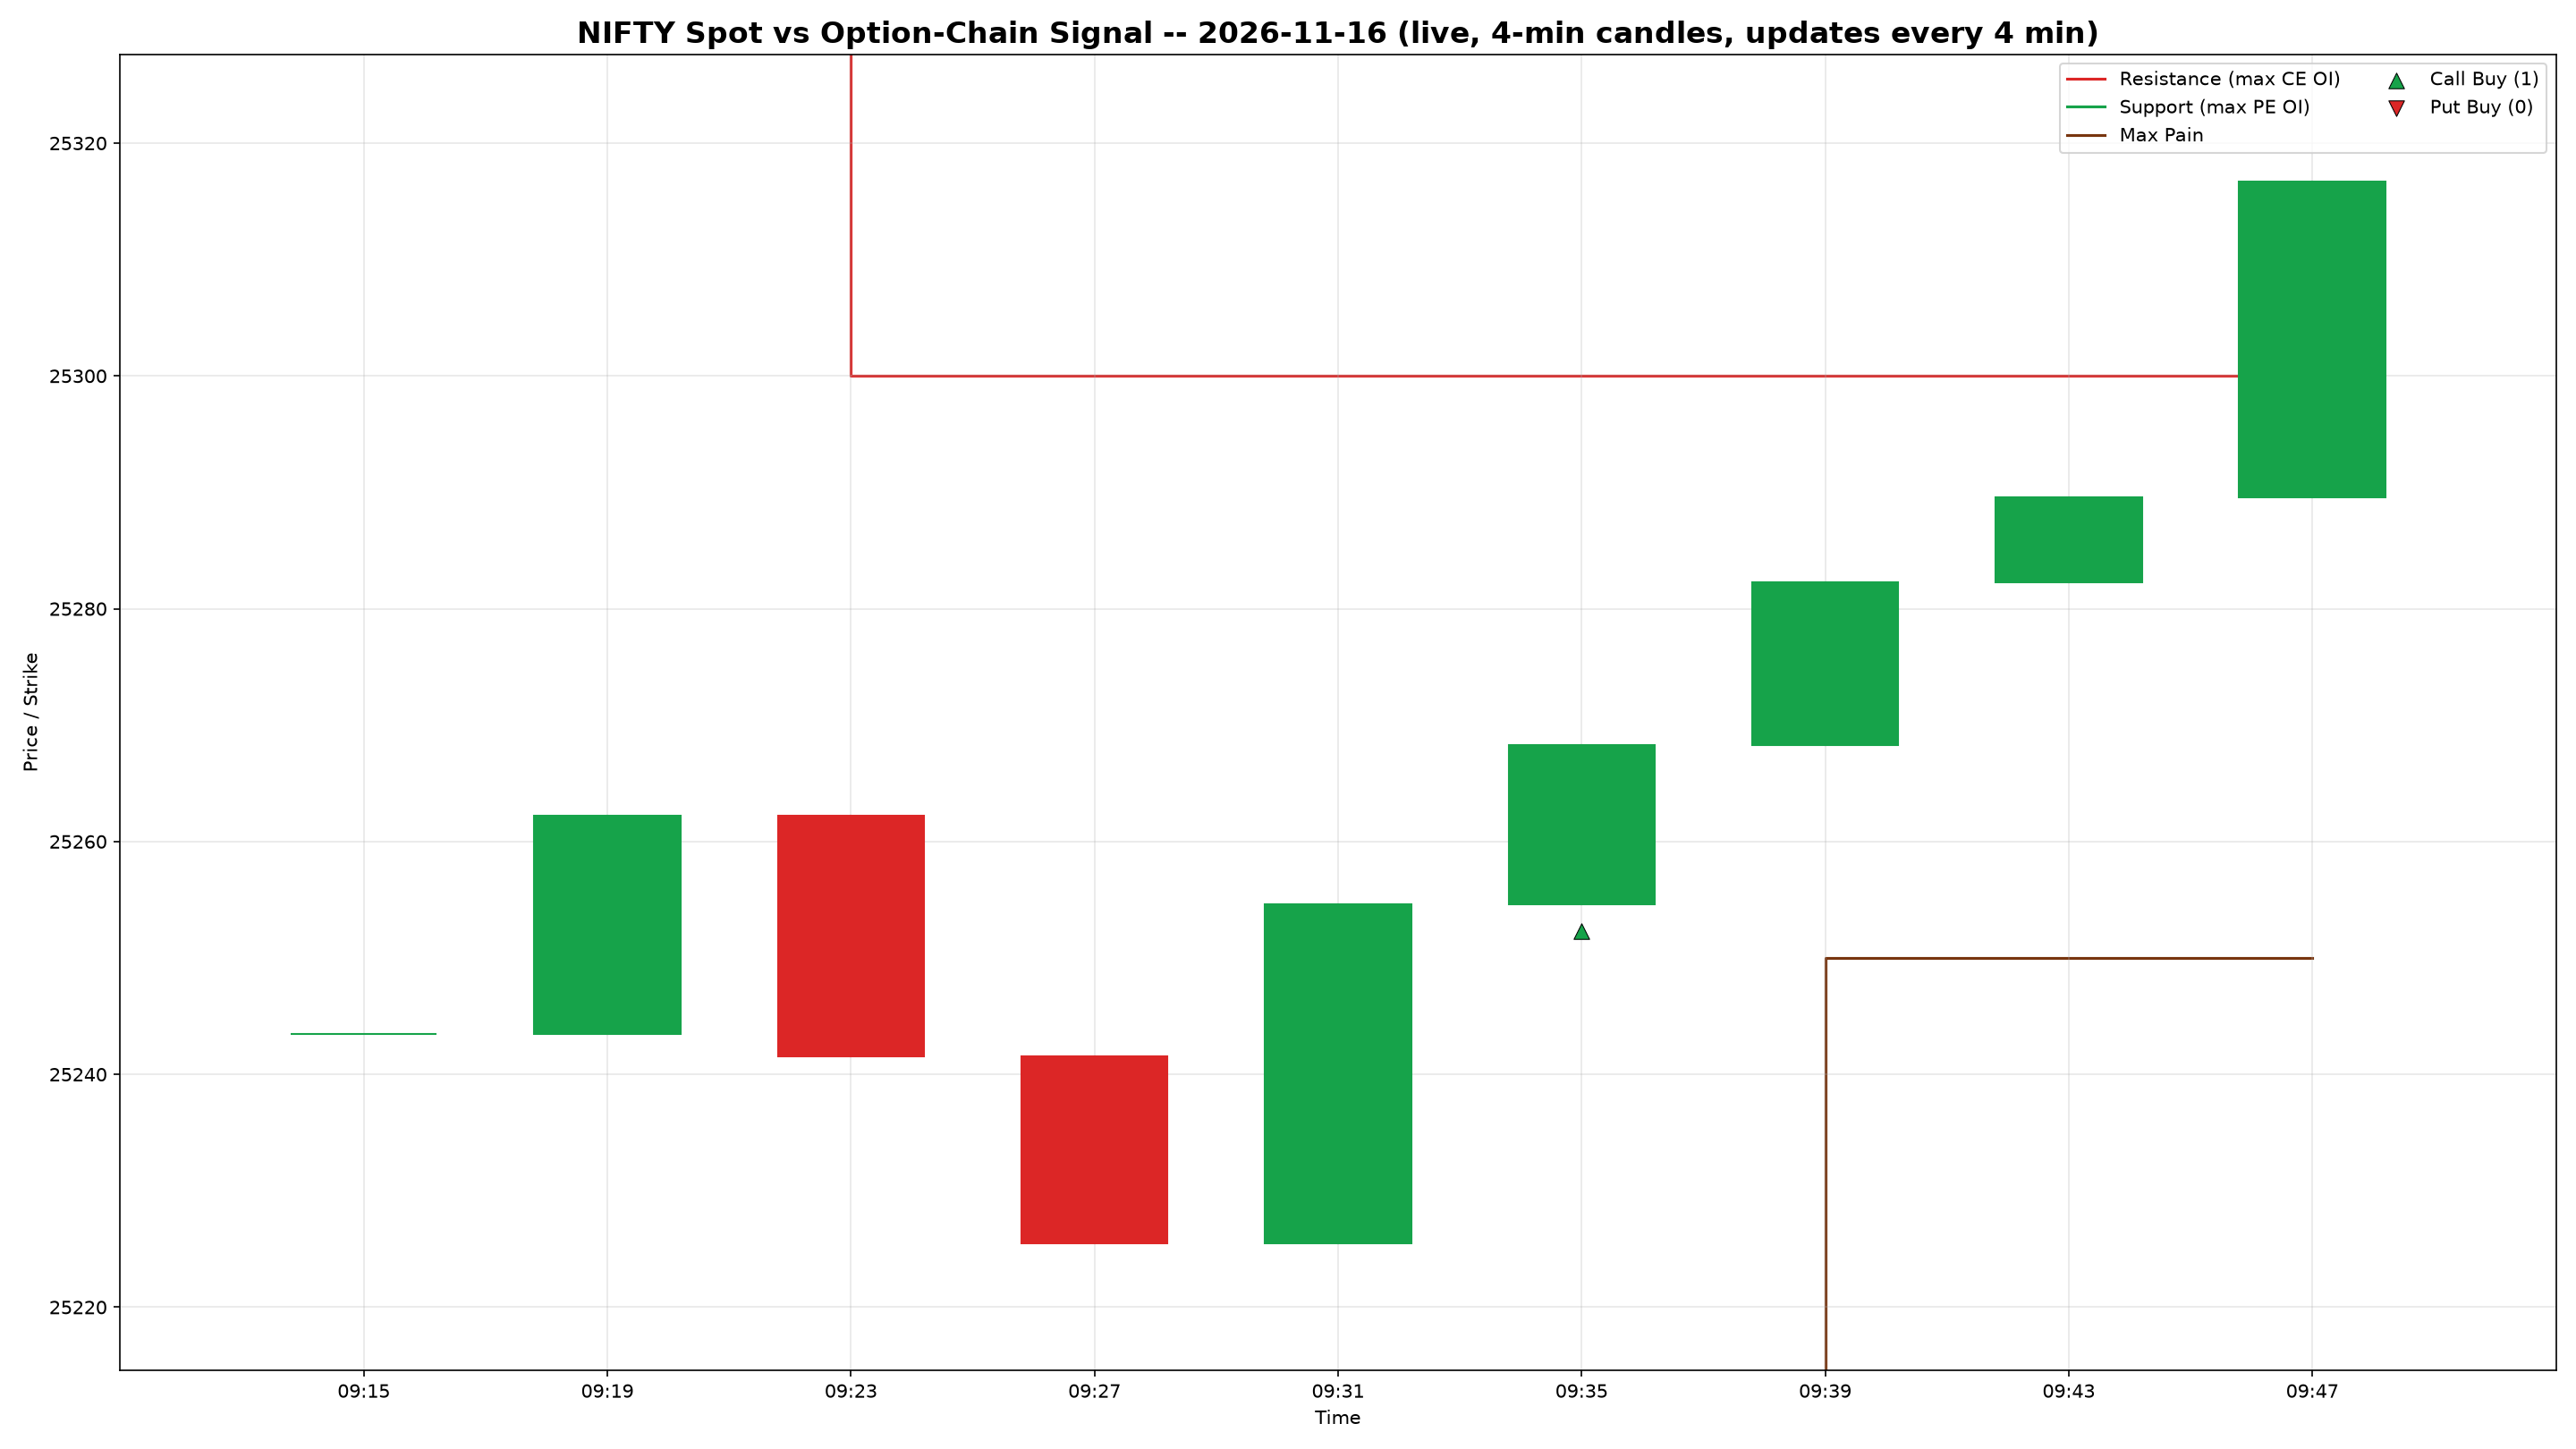 NIFTY Spot vs Option-Chain Signal -- 2026-11-16 (live, 4-min candles, updates every 4 min)
Resistance (max CE OI)
Support (max PE OI)
Max Pain
Call Buy (1)
Put Buy (0)
Price / Strike
25320
25300
25280
25260
25240
25220
09:15 09:19 09:23 09:27 09:31 09:35 09:39 09:43 09:47
Time